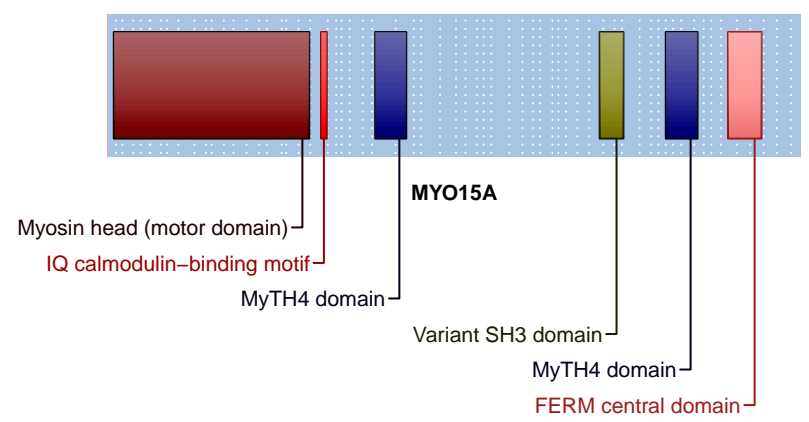 MYO15A
Myosin head (motor domain)
IQ calmodulin−binding motif
MyTH4 domain
Variant SH3 domain
MyTH4 domain
FERM central domain